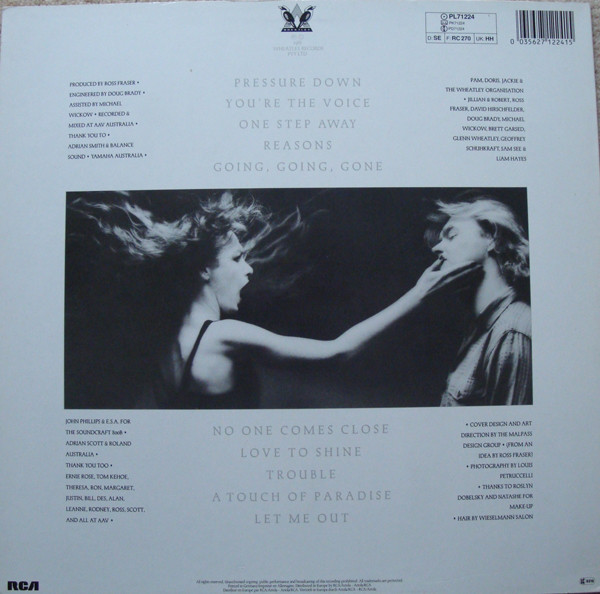 WHEATLEY RECORDS
PL71224
D: SE F: RC 270 UK: HH
0 035627 122415
PRODUCED BY ROSS FRASER •
ENGINEERED BY DOUG BRADY •
ASSISTED BY MICHAEL
WICKOW • RECORDED &
MIXED AT AAV AUSTRALIA •
THANK YOU TO •
ADRIAN SMITH & BALANCE
SOUND • YAMAHA AUSTRALIA •
PRESSURE DOWN
YOU'RE THE VOICE
ONE STEP AWAY
REASONS
GOING, GOING, GONE
PAM, DORIS, JACKIE &
THE WHEATLEY ORGANISATION
• JILLIAN & ROBERT, ROSS
FRASER, DAVID HIRSCHFELDER,
DOUG BRADY, MICHAEL
WICKOW, BRETT GARSED,
GLENN WHEATLEY, GEOFFREY
SCHUHKRAFT, SAM SEE &
LIAM HAYES
JOHN PHILLIPS & E.S.A. FOR
THE SOUNDCRAFT
ADRIAN SCOTT & ROLAND
AUSTRALIA •
THANK YOU TOO •
ERNIE ROSE, TOM KEHOE,
THERESA, RON, MARGARET,
JUSTIN, BILL, DES, ALAN,
LEANNE, RODNEY, ROSS, SCOTT,
AND ALL AT AAV •
NO ONE COMES CLOSE
LOVE TO SHINE
TROUBLE
A TOUCH OF PARADISE
LET ME OUT
• COVER DESIGN AND ART
DIRECTION BY THE MALPASS
DESIGN GROUP • (FROM AN
IDEA BY ROSS FRASER)
• PHOTOGRAPHY BY LOUIS
PETRUCCELLI
• THANKS TO ROSLYN
DOBELSKY AND NATASHE FOR
MAKE UP
• HAIR BY WIESELMANN SALON
RCA